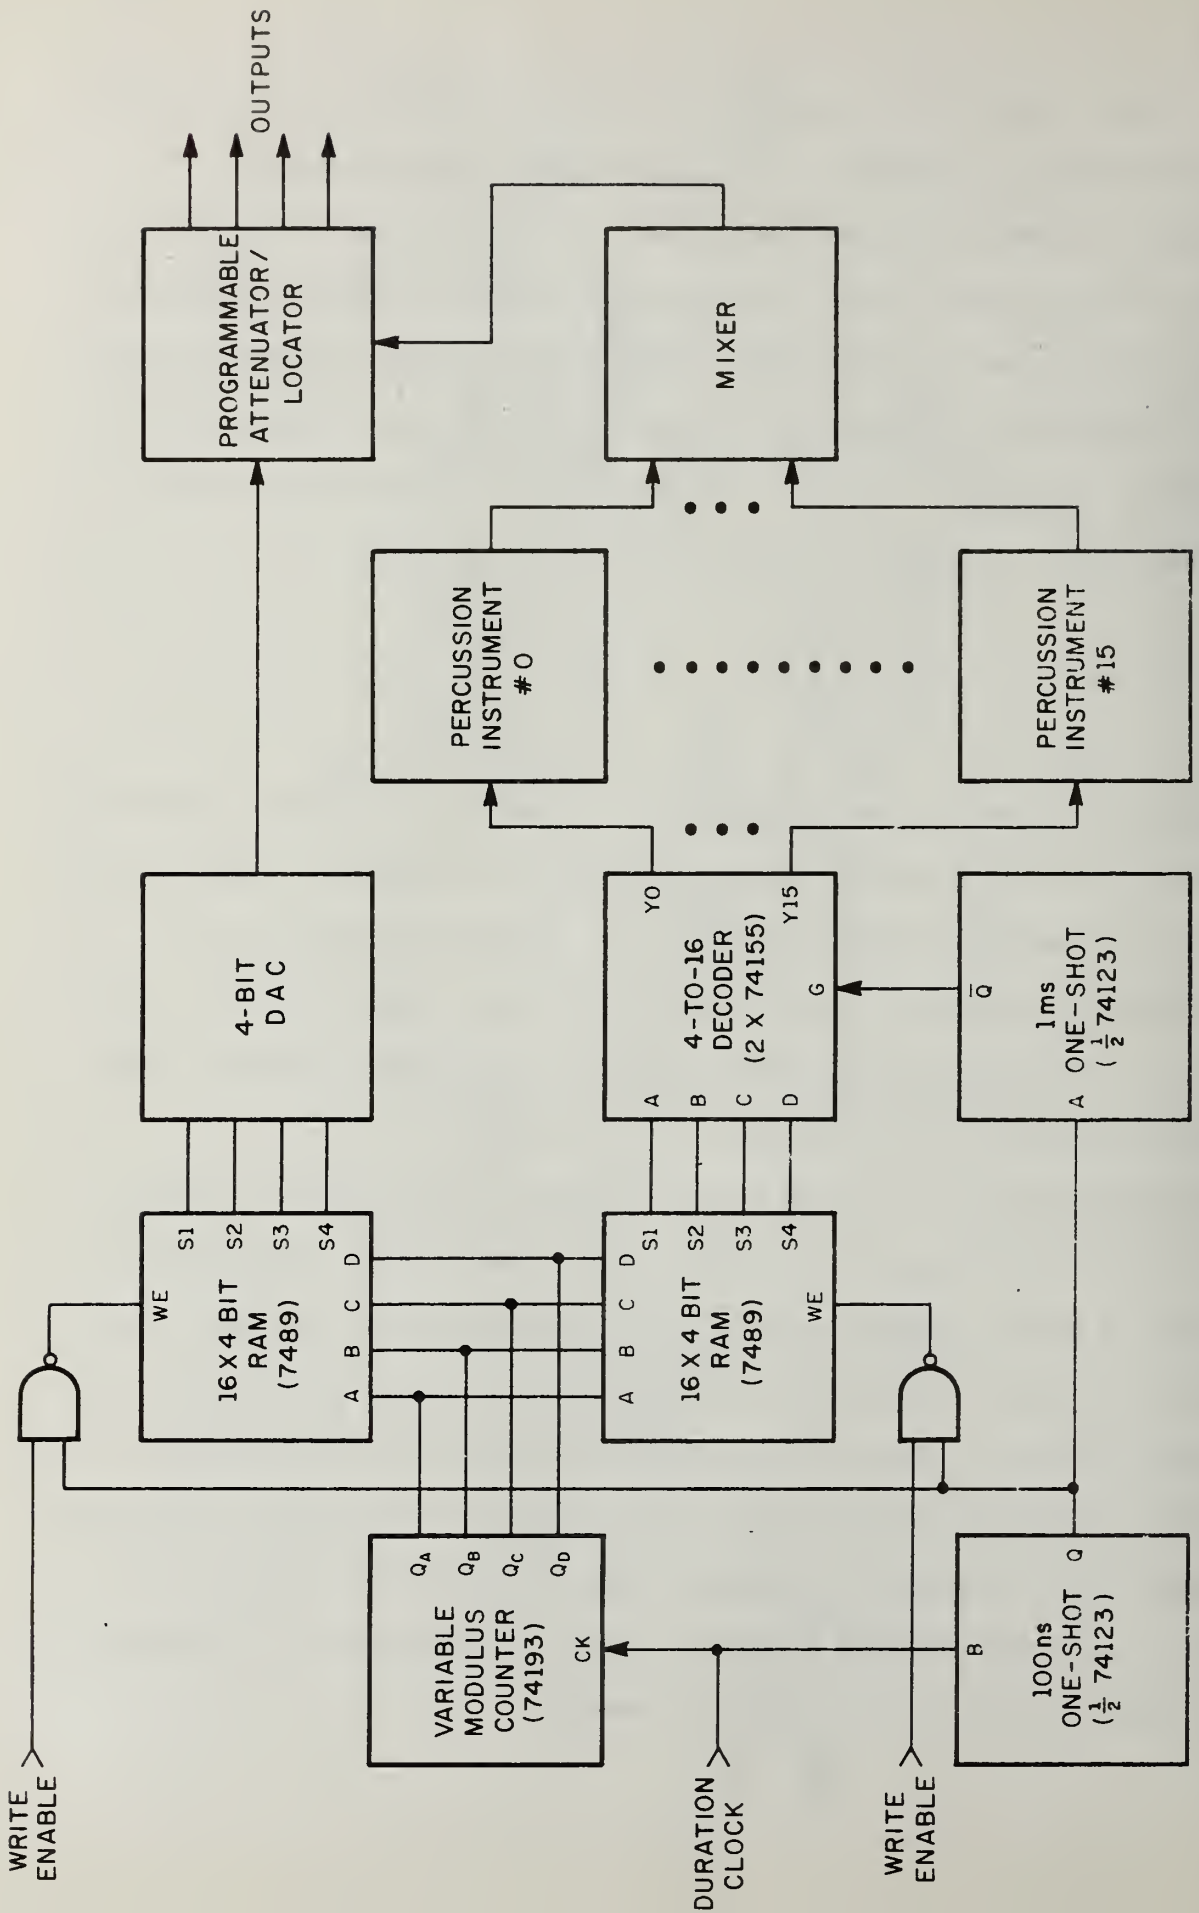 WRITE
ENABLE
DURATION
CLOCK
WRITE
ENABLE
VARIABLE
MODULUS
COUNTER
(74193)
QA
QB
QC
QD
CK
100ns
ONE-SHOT
(½ 74123)
B
Q
WE
16 X 4 BIT
RAM
(7489)
S1
S2
S3
S4
A
B
C
D
A
B
C
D
16 X 4 BIT
RAM
(7489)
S1
S2
S3
S4
WE
4-BIT
DAC
A
B
C
D
4-TO-16
DECODER
(2 X 74155)
Y0
Y15
G
Q̅
1ms
A ONE-SHOT
(½ 74123)
PERCUSSION
INSTRUMENT
#0
PERCUSSION
INSTRUMENT
#15
PROGRAMMABLE
ATTENUATOR/
LOCATOR
MIXER
OUTPUTS